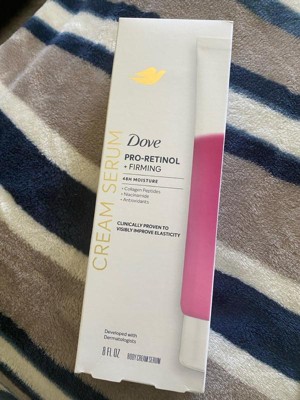 CREAM SERUM
Dove
PRO-RETINOL
+ FIRMING
48H MOISTURE
• Collagen Peptides
• Niacinamide
• Antioxidants
CLINICALLY PROVEN TO
VISIBLY IMPROVE ELASTICITY
Developed with
Dermatologists
8 FL OZ
BODY CREAM SERUM